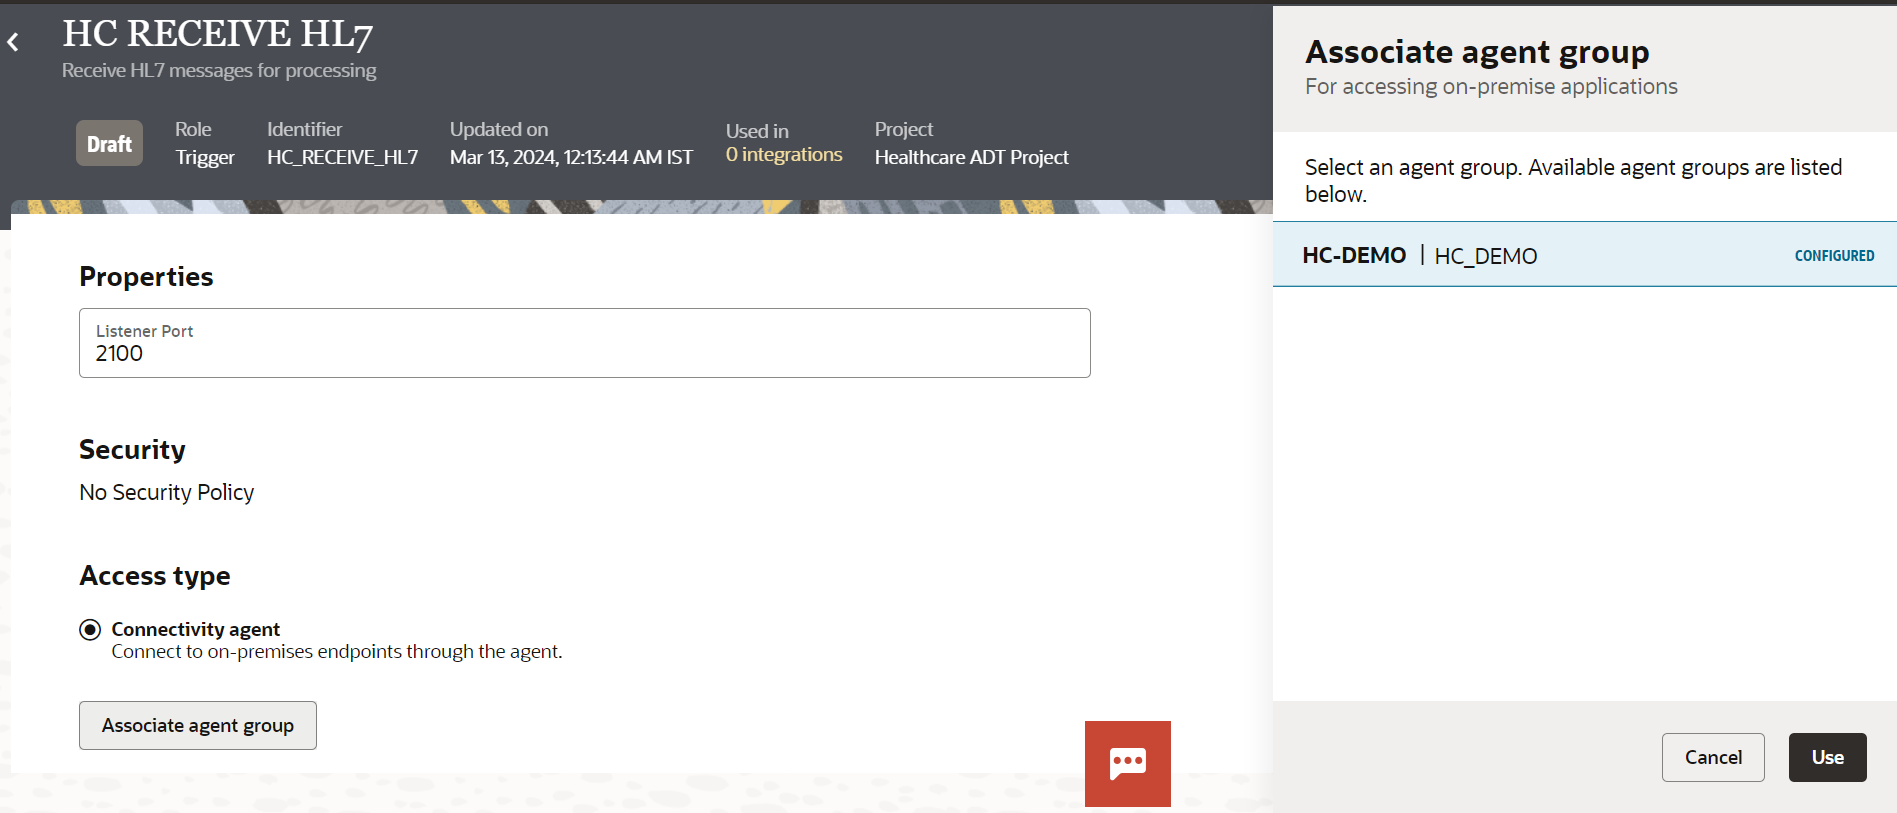 HC RECEIVE HL7
Receive HL7 messages for processing
Draft
Role
Trigger
Identifier
HC_RECEIVE_HL7
Updated on
Mar 13, 2024, 12:13:44 AM IST
Used in
0 integrations
Project
Healthcare ADT Project
Properties
Listener Port
2100
Security
No Security Policy
Access type
Connectivity agent
Connect to on-premises endpoints through the agent.
Associate agent group
Associate agent group
For accessing on-premise applications
Select an agent group. Available agent groups are listed
below.
HC-DEMO | HC_DEMO CONFIGURED
Cancel
Use